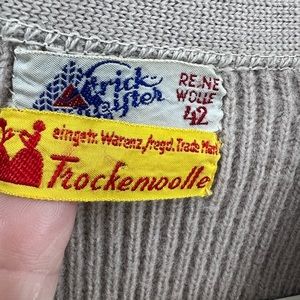 Strick-
Meister
REINE
WOLLE
42
eingetr. Warenz./regd. Trade Mark
Trockenwolle